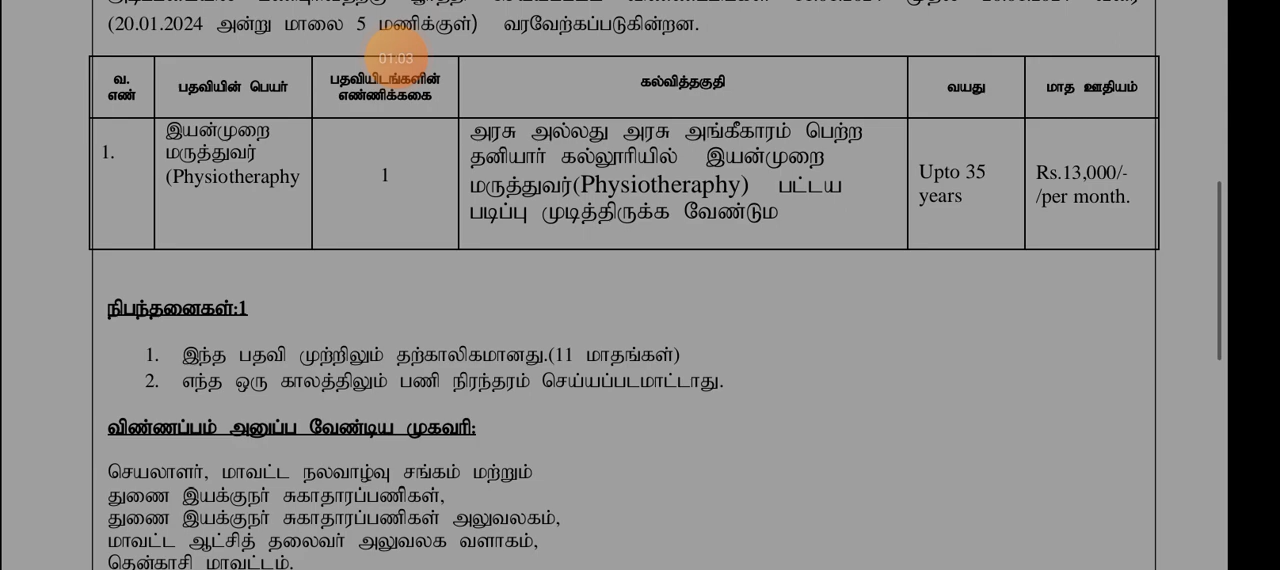 (20.01.2024 அன்று மாலை 5 மணிக்குள்) வரவேற்கப்படுகின்றன.
01:03
வ. எண்
பதவியின் பெயர்
பதவியிடங்களின்
எண்ணிக்கை
கல்வித்தகுதி
வயது
மாத ஊதியம்
1.
இயன்முறை
மருத்துவர்
(Physiotheraphy
1
அரசு அல்லது அரசு அங்கீகாரம் பெற்ற
தனியார் கல்லூரியில் இயன்முறை
மருத்துவர்(Physiotheraphy) பட்டய
படிப்பு முடித்திருக்க வேண்டும
Upto 35
years
Rs.13,000/-
/per month.
நிபந்தனைகள்:1
1. இந்த பதவி முற்றிலும் தற்காலிகமானது.(11 மாதங்கள்)
2. எந்த ஒரு காலத்திலும் பணி நிரந்தரம் செய்யப்படமாட்டாது.
விண்ணப்பம் அனுப்ப வேண்டிய முகவரி:
செயலாளர், மாவட்ட நலவாழ்வு சங்கம் மற்றும்
துணை இயக்குநர் சுகாதாரப்பணிகள்,
துணை இயக்குநர் சுகாதாரப்பணிகள் அலுவலகம்,
மாவட்ட ஆட்சித் தலைவர் அலுவலக வளாகம்,
தென்காசி மாவட்டம்.